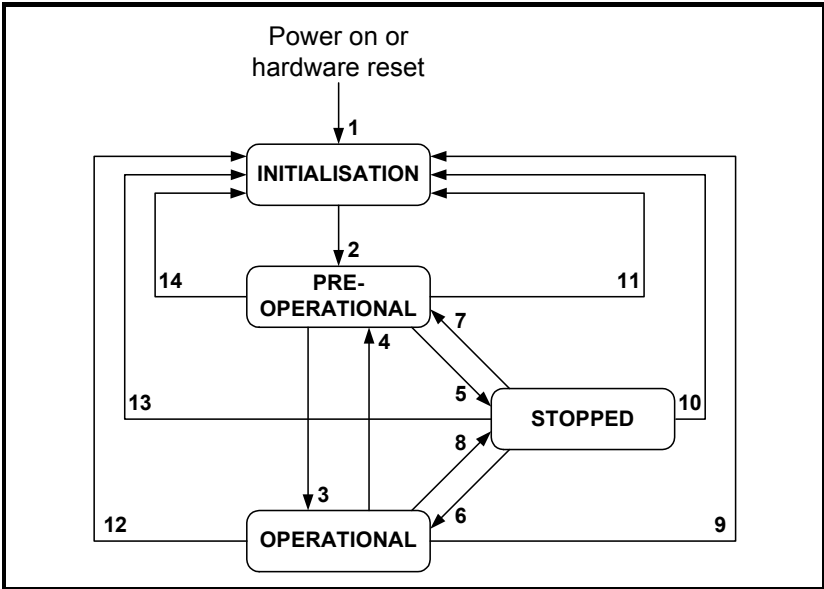 Power on or
hardware reset
1
INITIALISATION
2
14
PRE-
OPERATIONAL
11
7
4
5
13
STOPPED
10
8
3
6
12
OPERATIONAL
9